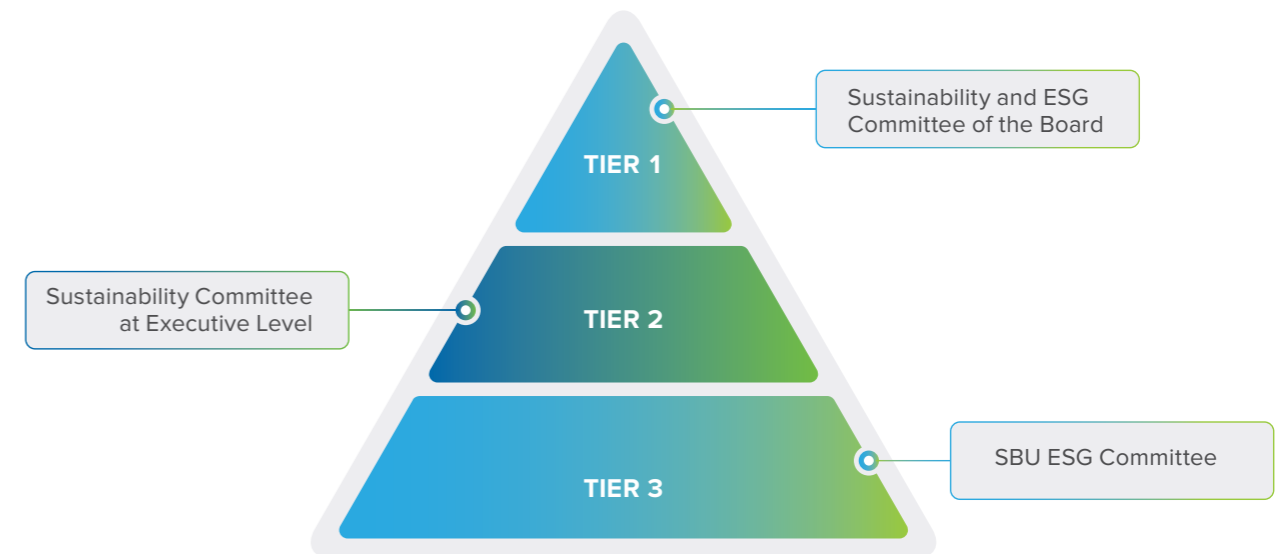 Sustainability and ESG
Committee of the Board
TIER 1
Sustainability Committee
at Executive Level
TIER 2
SBU ESG Committee
TIER 3